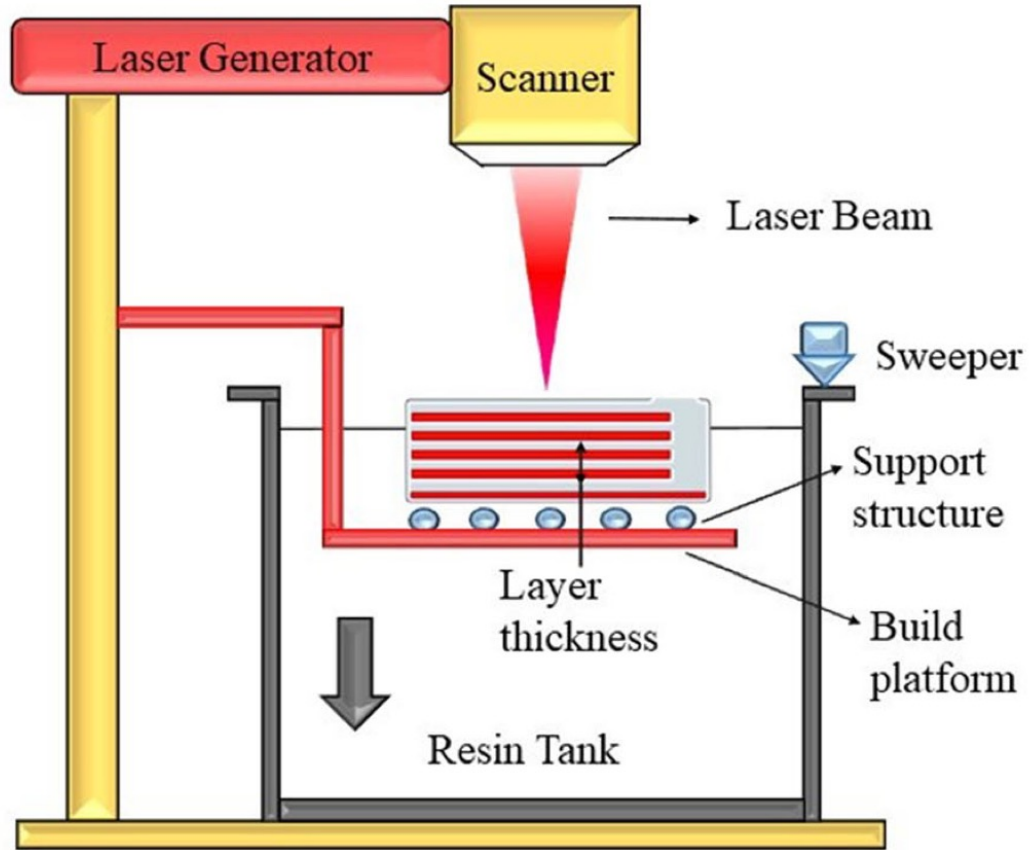 Laser Generator
Scanner
Laser Beam
Sweeper
Support
structure
Layer
thickness
Build
platform
Resin Tank